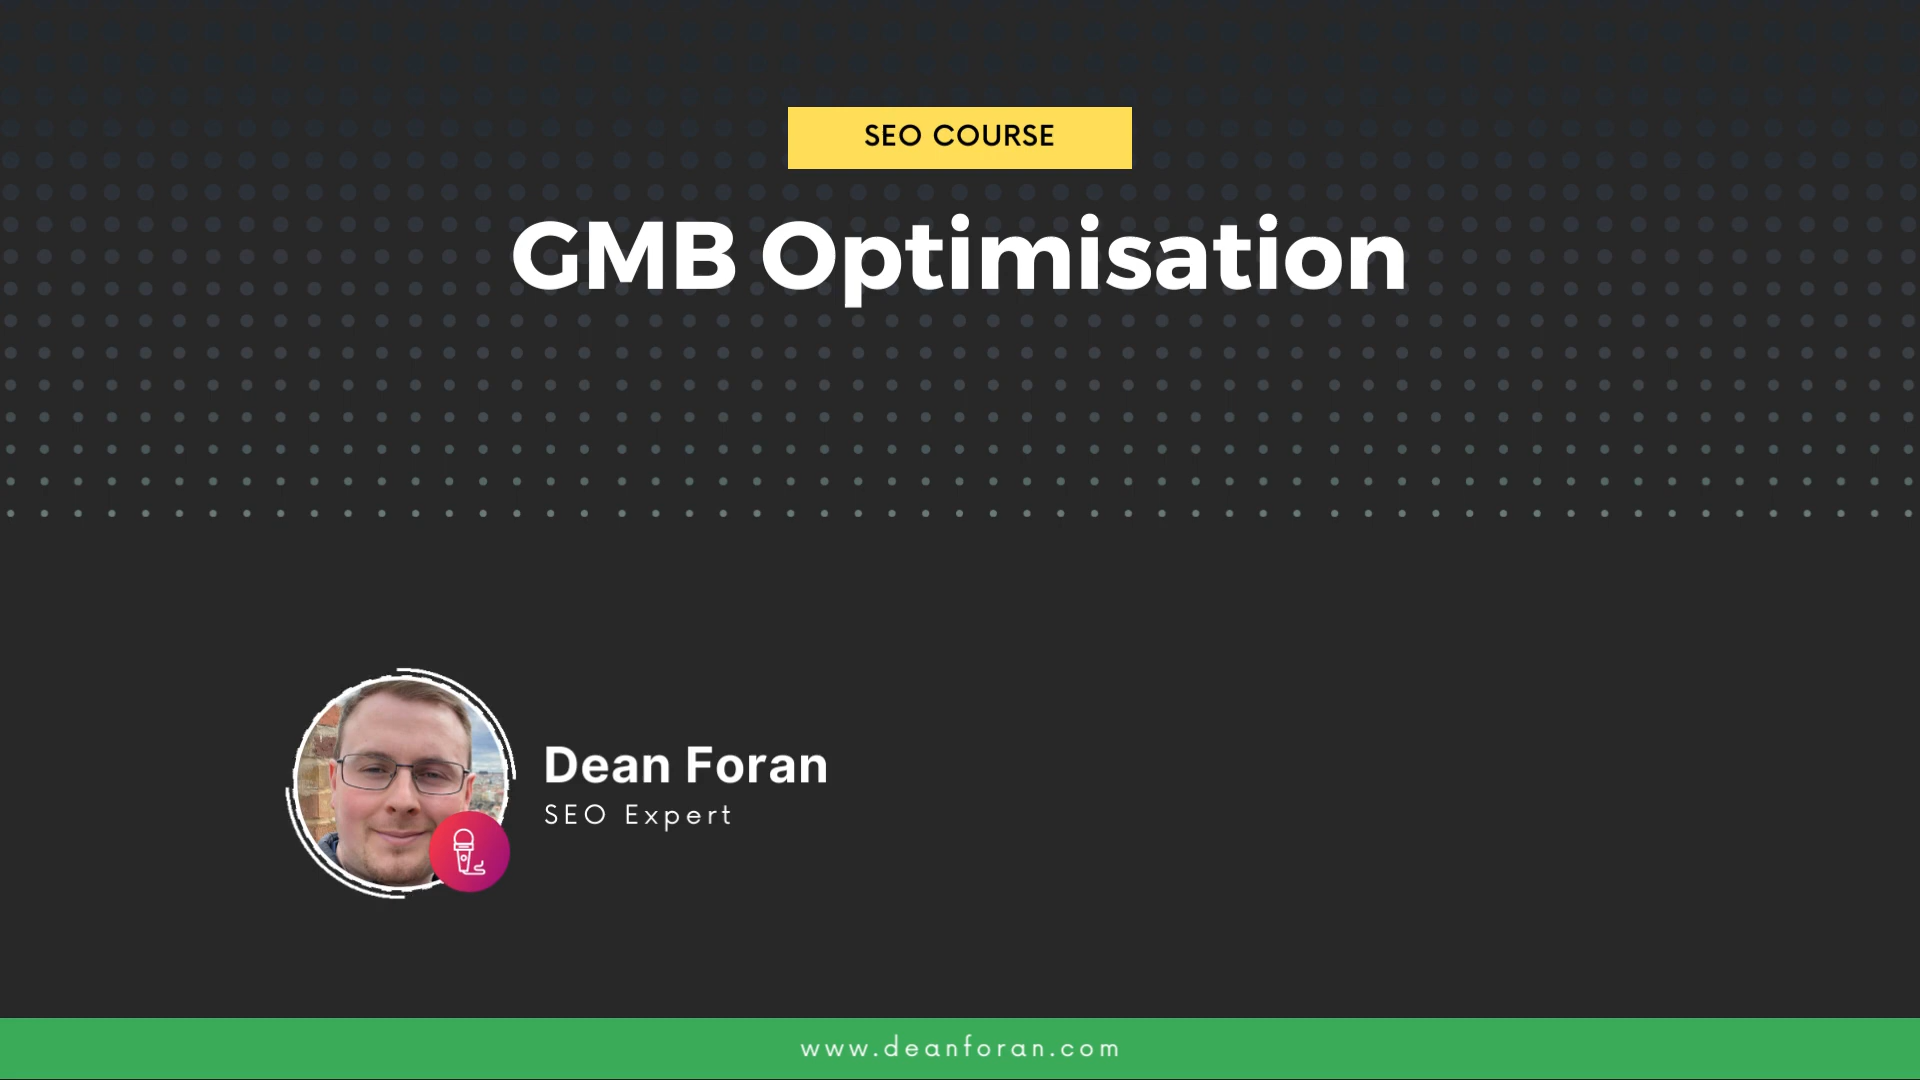 SEO COURSE
GMB Optimisation
Dean Foran
SEO Expert
www.deanforan.com